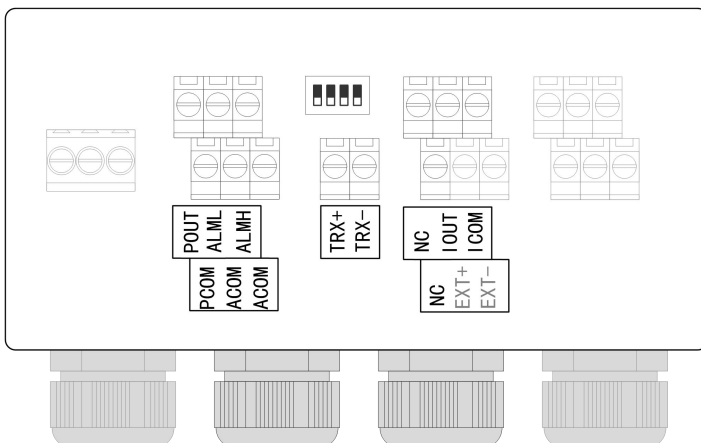 POUT
ALML
ALMH
PCOM
ACOM
ACOM
TRX+
TRX-
NC
IOUT
ICOM
NC
EXT+
EXT-